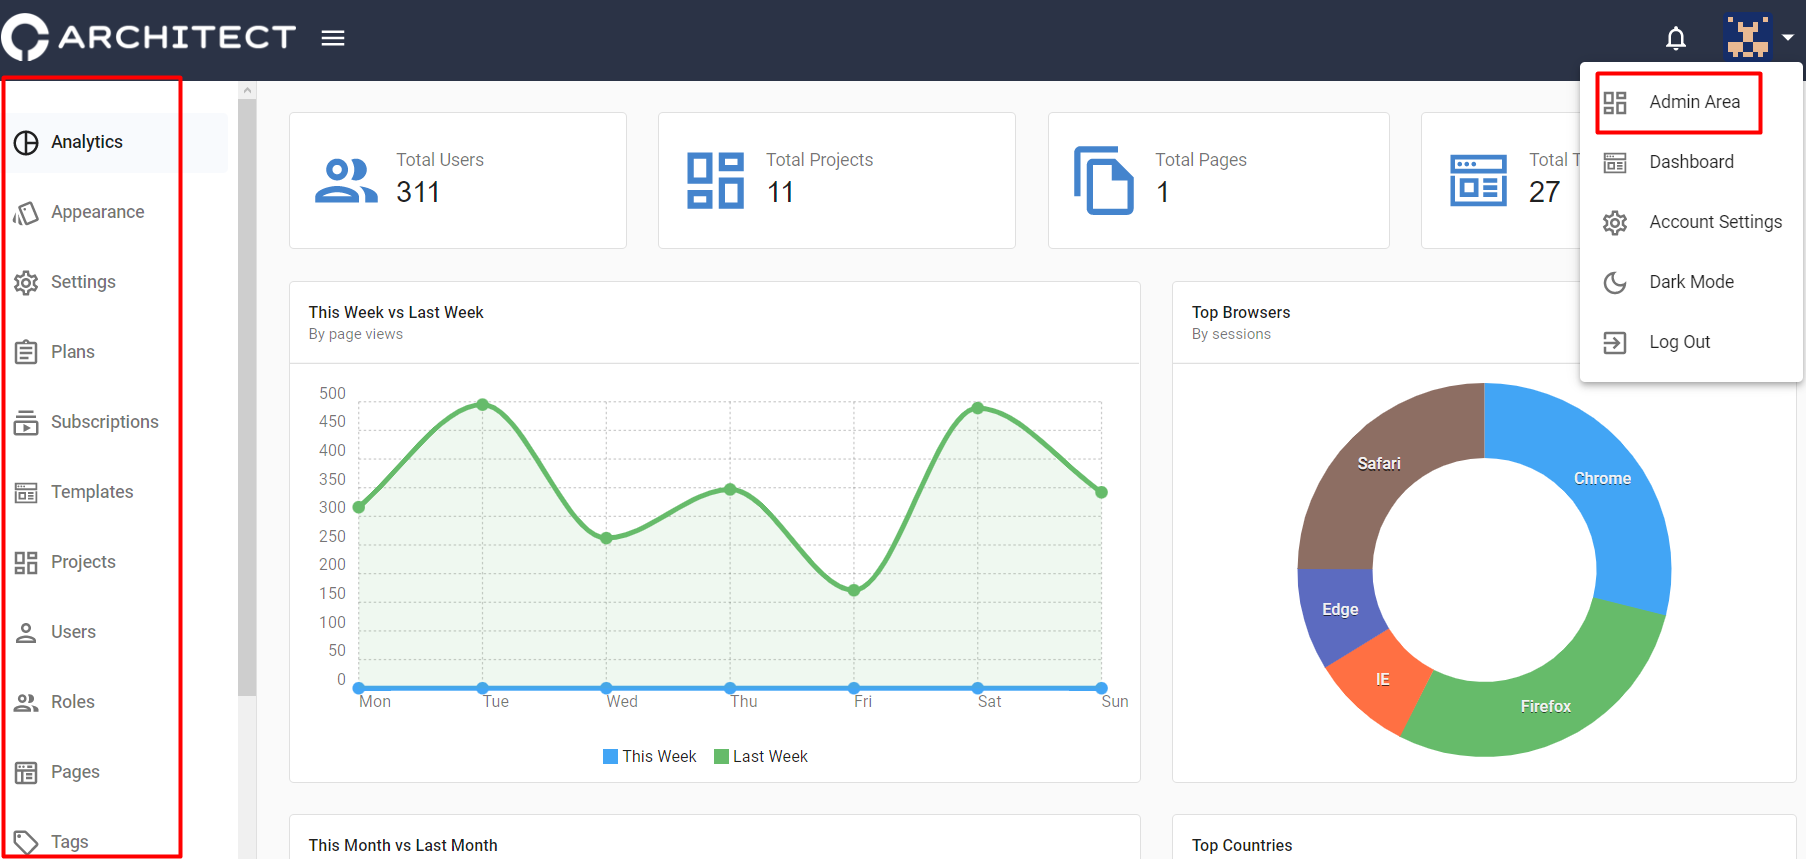 ARCHITECT
Admin Area
Dashboard
Account Settings
Dark Mode
Log Out
Analytics
Appearance
Settings
Plans
Subscriptions
Templates
Projects
Users
Roles
Pages
Tags
Total Users
311
Total Projects
11
Total Pages
1
Total
27
This Week vs Last Week
By page views
500
450
400
350
300
250
200
150
100
50
0
Mon Tue Wed Thu Fri Sat Sun
This Week Last Week
Top Browsers
By sessions
Safari
Chrome
Edge
IE
Firefox
This Month vs Last Month
Top Countries